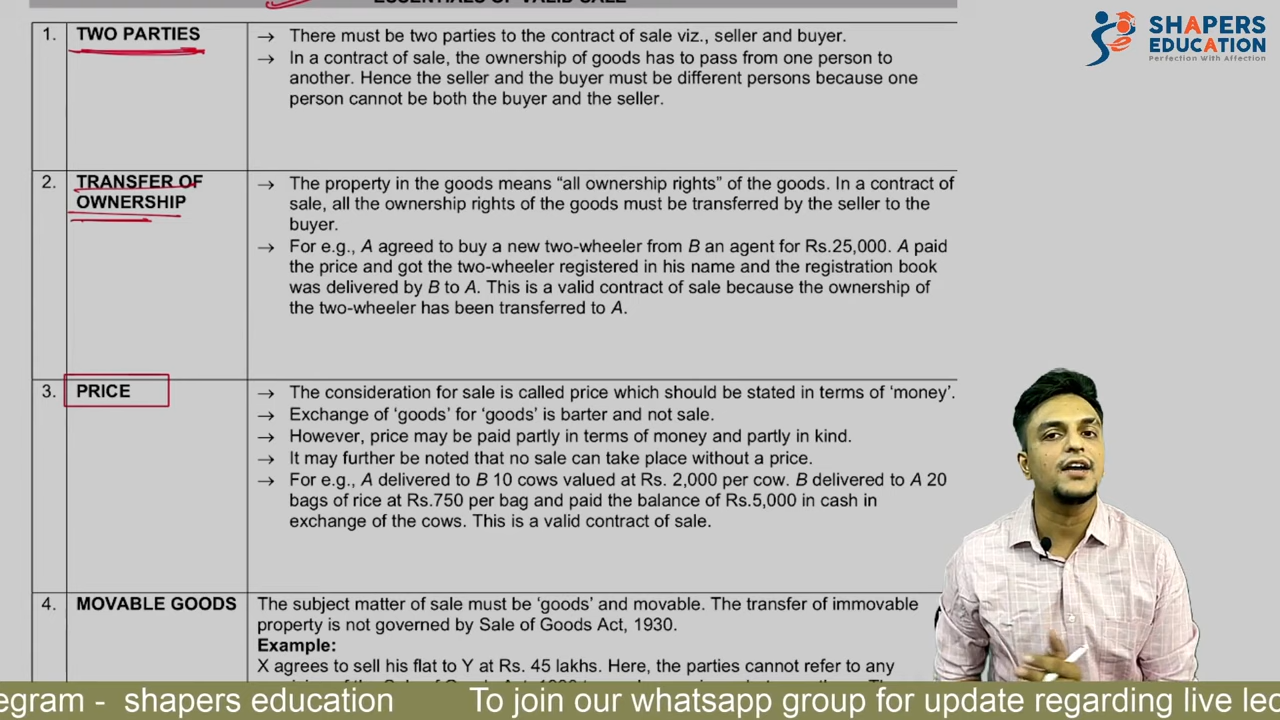 ESSENTIALS OF VALID SALE
SHAPERS
EDUCATION
Perfection With Affection
1. TWO PARTIES
→ There must be two parties to the contract of sale viz., seller and buyer.
→ In a contract of sale, the ownership of goods has to pass from one person to
another. Hence the seller and the buyer must be different persons because one
person cannot be both the buyer and the seller.
2. TRANSFER OF
OWNERSHIP
→ The property in the goods means “all ownership rights” of the goods. In a contract of
sale, all the ownership rights of the goods must be transferred by the seller to the
buyer.
→ For e.g., A agreed to buy a new two-wheeler from B an agent for Rs.25,000. A paid
the price and got the two-wheeler registered in his name and the registration book
was delivered by B to A. This is a valid contract of sale because the ownership of
the two-wheeler has been transferred to A.
3. PRICE
→ The consideration for sale is called price which should be stated in terms of ‘money’.
→ Exchange of ‘goods’ for ‘goods’ is barter and not sale.
→ However, price may be paid partly in terms of money and partly in kind.
→ It may further be noted that no sale can take place without a price.
→ For e.g., A delivered to B 10 cows valued at Rs. 2,000 per cow. B delivered to A 20
bags of rice at Rs.750 per bag and paid the balance of Rs.5,000 in cash in
exchange of the cows. This is a valid contract of sale.
4. MOVABLE GOODS
The subject matter of sale must be ‘goods’ and movable. The transfer of immovable
property is not governed by Sale of Goods Act, 1930.
Example:
X agrees to sell his flat to Y at Rs. 45 lakhs. Here, the parties cannot refer to any
egram - shapers education To join our whatsapp group for update regarding live lec